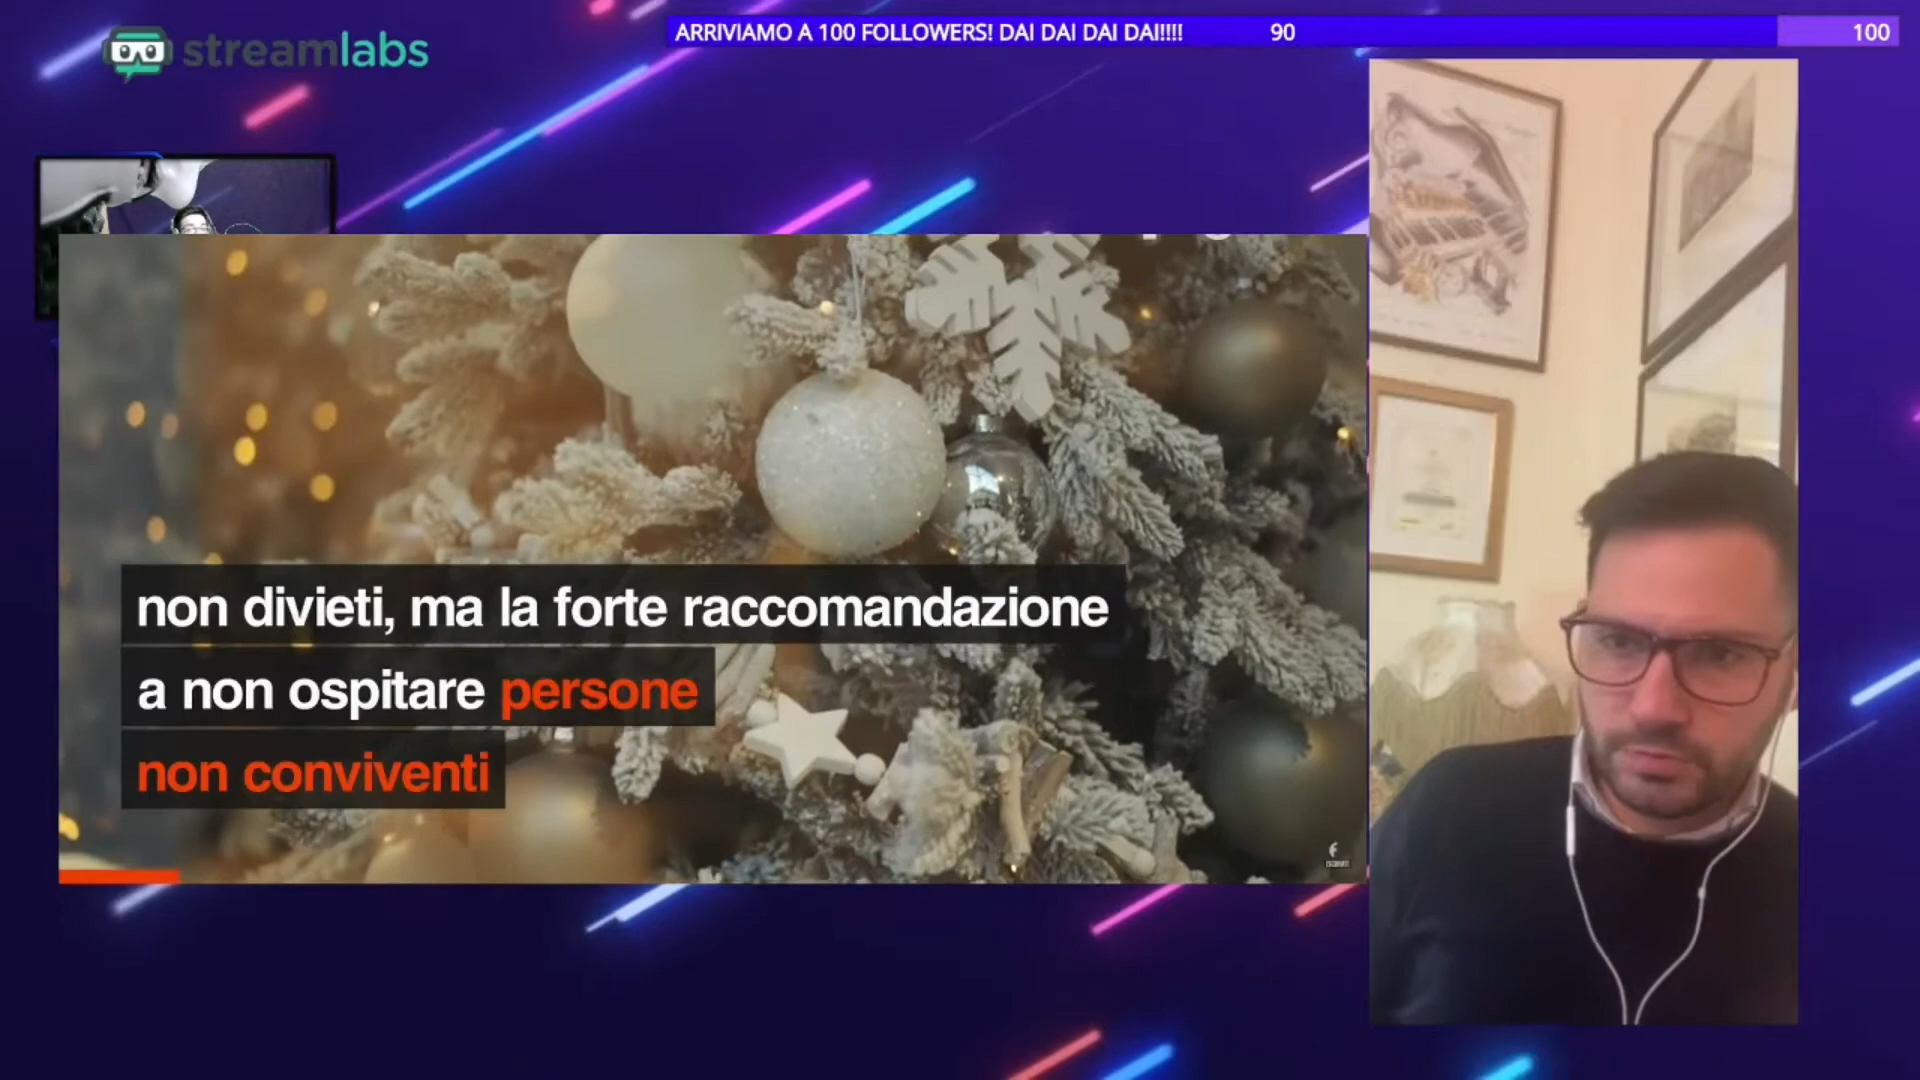 streamlabs
ARRIVIAMO A 100 FOLLOWERS! DAI DAI DAI DAI!!!!
90
100
non divieti, ma la forte raccomandazione
a non ospitare persone
non conviventi